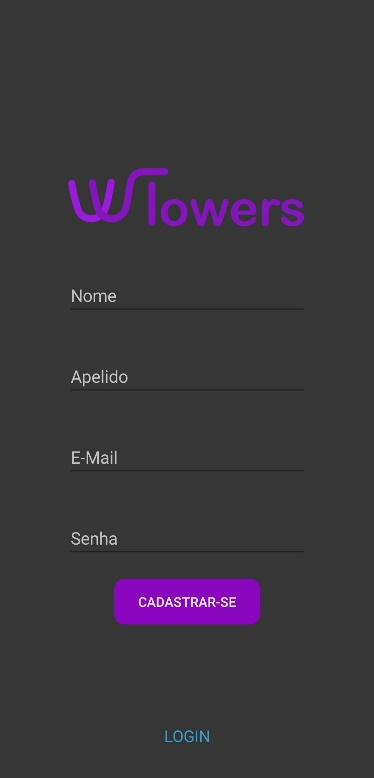 WTowers
Nome
Apelido
E-Mail
Senha
CADASTRAR-SE
LOGIN